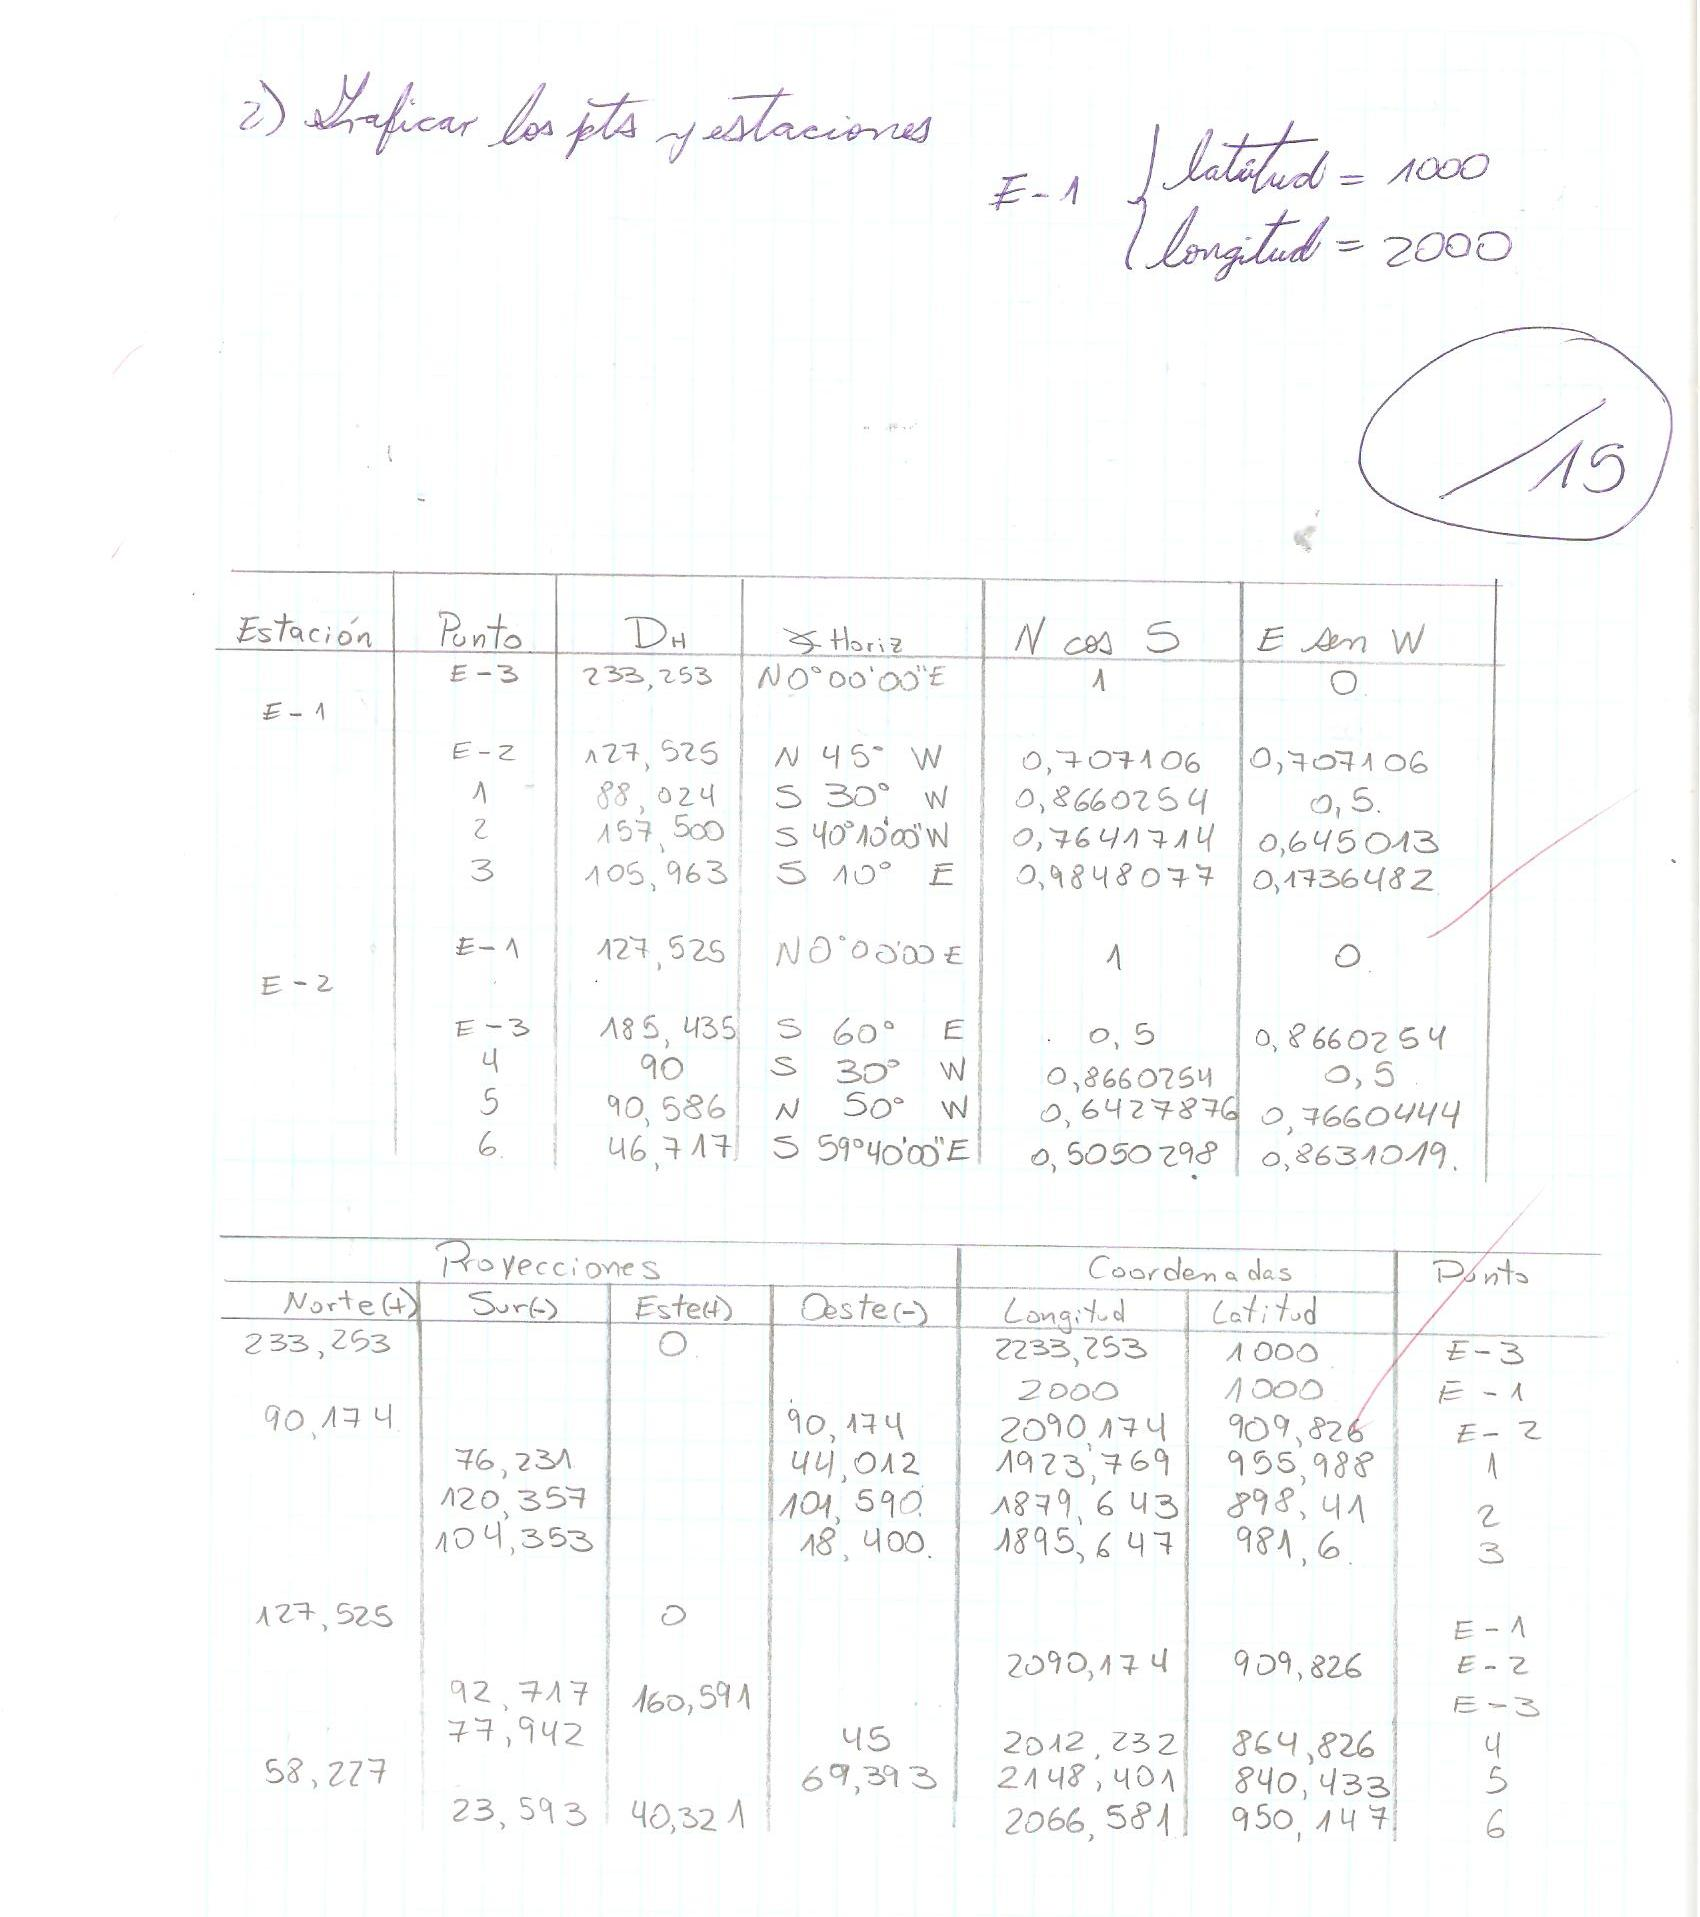 2) Graficar los pts y estaciones
E-1 { latitud = 1000
longitud = 2000
/15
Estación Punto DH ∡ Horiz N cos S E sen W
E-3 233,253 N0°00'00"E 1 0
E-1
E-2 127,525 N 45° W 0,707106 0,707106
1 88,024 S 30° W 0,8660254 0,5.
2 157,500 S 40°10'00"W 0,7641714 0,645013
3 105,963 S 10° E 0,9848077 0,1736482
E-1 127,525 N0°00'00 E 1 0.
E-2
E-3 185,435 S 60° E 0,5 0,8660254
4 90 S 30° W 0,8660254 0,5
5 90,586 N 50° W 0,6427876 0,7660444
6. 46,717 S 59°40'00"E 0,5050298 0,8631019.
Proyecciones Coordenadas Punto
Norte(+) Sur(-) Este(+) Oeste(-) Longitud Latitud
233,253 0. 2233,253 1000 E-3
2000 1000 E-1
90,174 90,174 2090,174 909,826 E-2
76,231 44,012 1923,769 955,988 1
120,357 101,590. 1879,643 898,41 2
104,353 18,400. 1895,647 981,6. 3
127,525 0 E-1
2090,174 909,826 E-2
92,717 160,591 E-3
77,942 45 2012,232 864,826 4
58,227 69,393 2148,401 840,433 5
23,593 40,321 2066,581 950,147 6